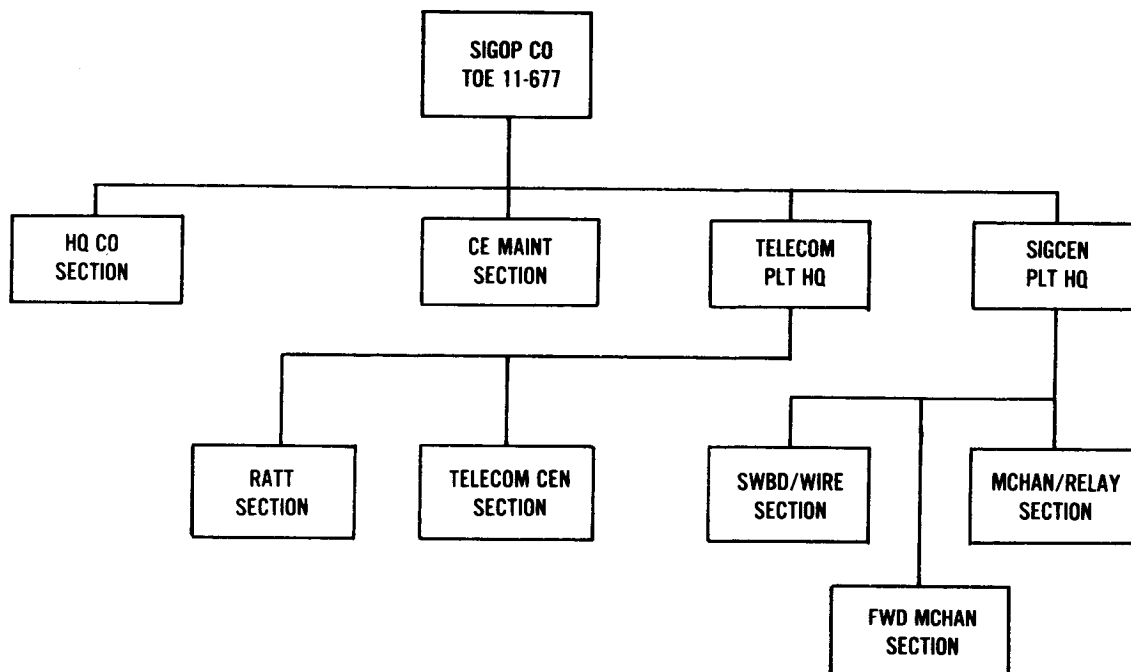 SIGOP CO
TOE 11-677
HQ CO
SECTION
CE MAINT
SECTION
TELECOM
PLT HQ
SIGCEN
PLT HQ
RATT
SECTION
TELECOM CEN
SECTION
SWBD/WIRE
SECTION
MCHAN/RELAY
SECTION
FWD MCHAN
SECTION